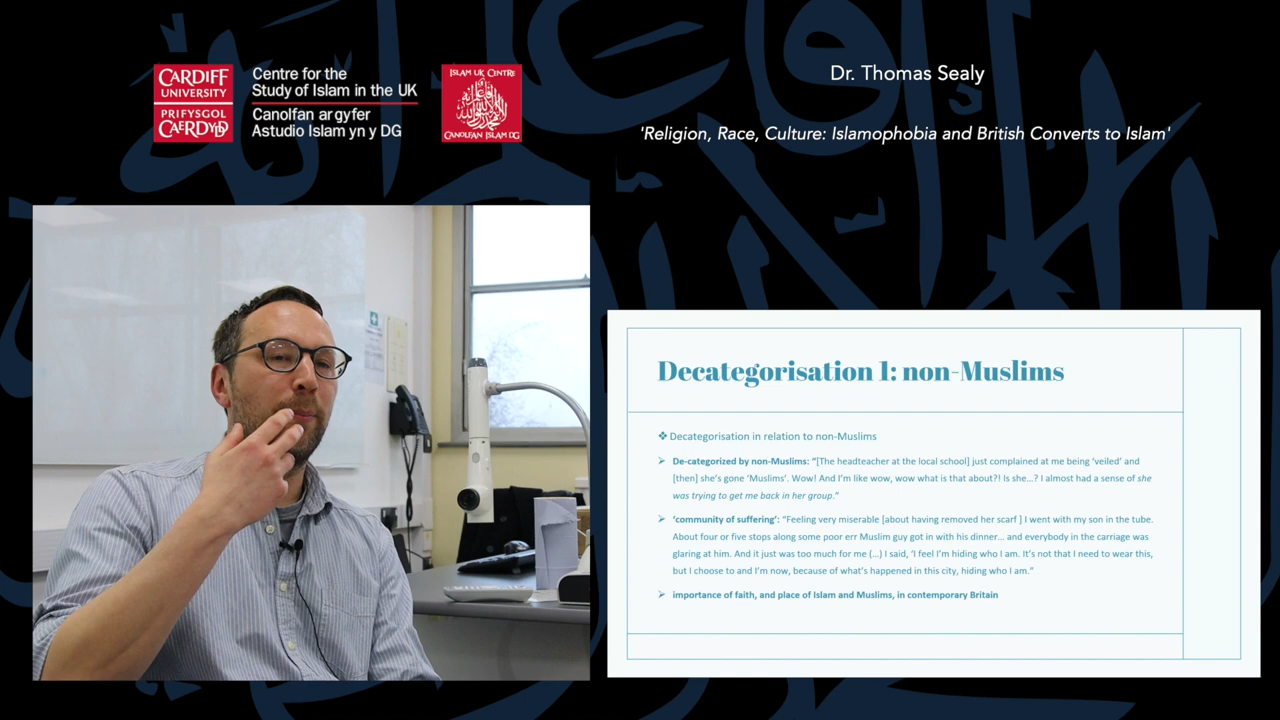 CARDIFF
UNIVERSITY
PRIFYSGOL
CAERDYDD
Centre for the
Study of Islam in the UK
Canolfan ar gyfer
Astudio Islam yn y DG
ISLAM UK CENTRE
CANOLFAN ISLAM DG
Dr. Thomas Sealy
'Religion, Race, Culture: Islamophobia and British Converts to Islam'
Decategorisation 1: non-Muslims
❖ Decategorisation in relation to non-Muslims
➢ De-categorized by non-Muslims: "[The headteacher at the local school] just complained at me being 'veiled' and
[then] she's gone 'Muslims'. Wow! And I'm like wow, wow what is that about?! Is she…? I almost had a sense of she
was trying to get me back in her group."
➢ 'community of suffering': "Feeling very miserable [about having removed her scarf ] I went with my son in the tube.
About four or five stops along some poor err Muslim guy got in with his dinner… and everybody in the carriage was
glaring at him. And it just was too much for me (…) I said, 'I feel I'm hiding who I am. It's not that I need to wear this,
but I choose to and I'm now, because of what's happened in this city, hiding who I am."
➢ importance of faith, and place of Islam and Muslims, in contemporary Britain